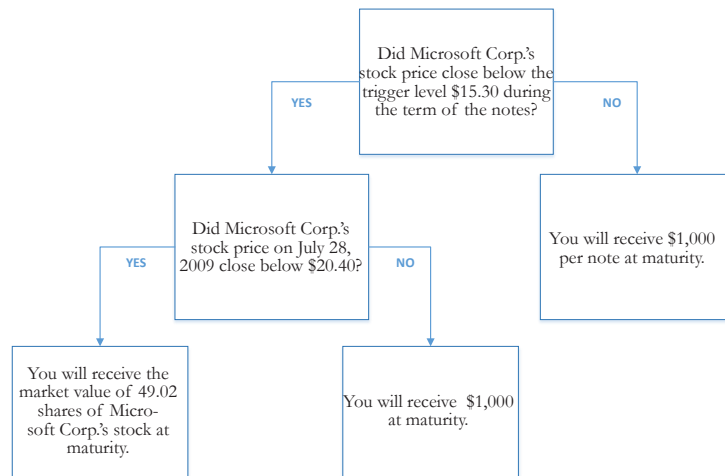 Did Microsoft Corp.'s
stock price close below the
trigger level $15.30 during
the term of the notes?
YES
NO
Did Microsoft Corp.'s
stock price on July 28,
2009 close below $20.40?
You will receive $1,000
per note at maturity.
YES
NO
You will receive the
market value of 49.02
shares of Micro-
soft Corp.'s stock at
maturity.
You will receive $1,000
at maturity.